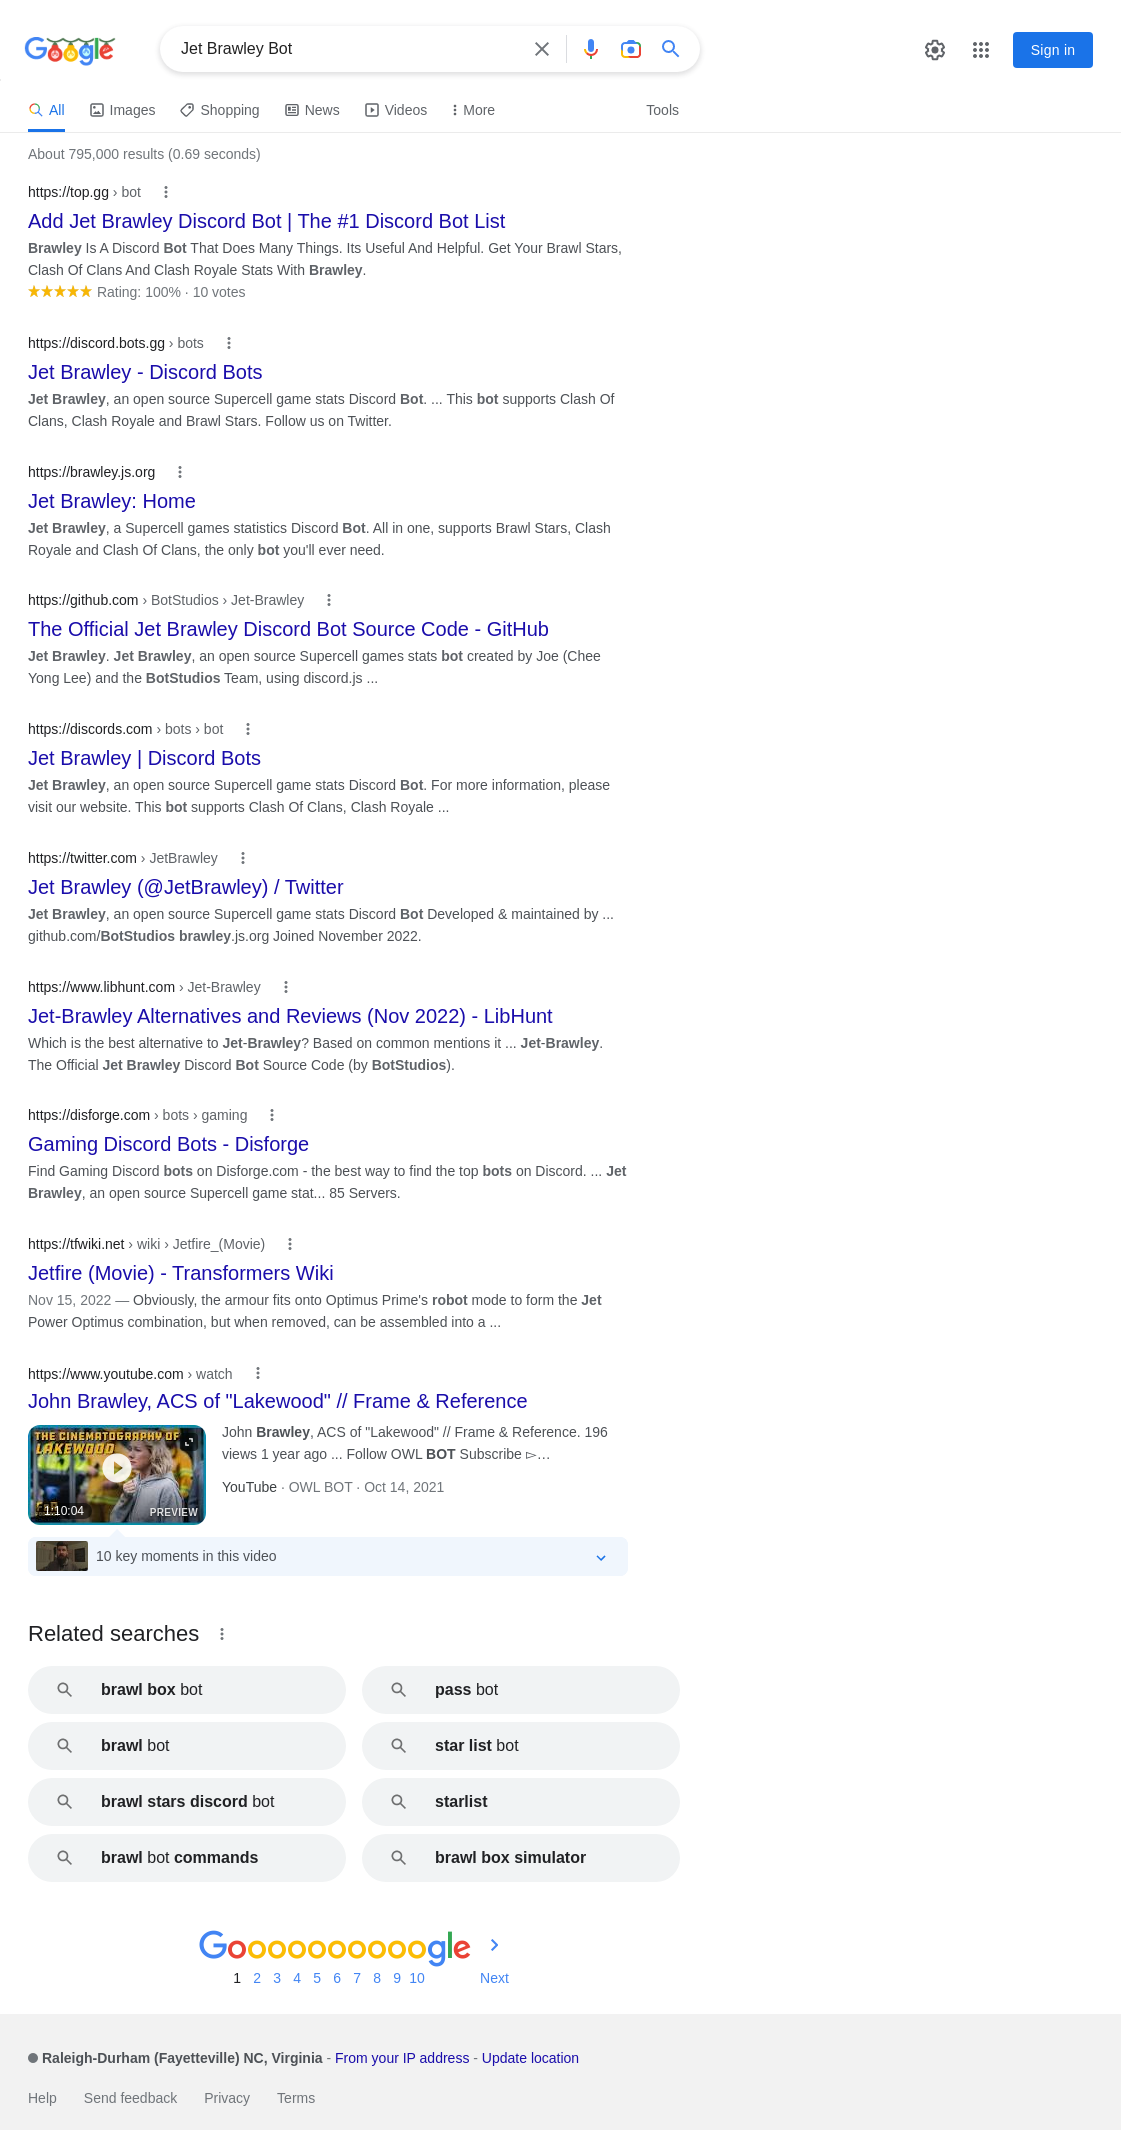 Google
Jet Brawley Bot
Sign in
All
Images
Shopping
News
Videos
More
Tools
About 795,000 results (0.69 seconds)
https://top.gg › bot
Add Jet Brawley Discord Bot | The #1 Discord Bot List
Brawley Is A Discord Bot That Does Many Things. Its Useful And Helpful. Get Your Brawl Stars,
Clash Of Clans And Clash Royale Stats With Brawley.
Rating: 100% · 10 votes
https://discord.bots.gg › bots
Jet Brawley - Discord Bots
Jet Brawley, an open source Supercell game stats Discord Bot. ... This bot supports Clash Of
Clans, Clash Royale and Brawl Stars. Follow us on Twitter.
https://brawley.js.org
Jet Brawley: Home
Jet Brawley, a Supercell games statistics Discord Bot. All in one, supports Brawl Stars, Clash
Royale and Clash Of Clans, the only bot you'll ever need.
https://github.com › BotStudios › Jet-Brawley
The Official Jet Brawley Discord Bot Source Code - GitHub
Jet Brawley. Jet Brawley, an open source Supercell games stats bot created by Joe (Chee
Yong Lee) and the BotStudios Team, using discord.js ...
https://discords.com › bots › bot
Jet Brawley | Discord Bots
Jet Brawley, an open source Supercell game stats Discord Bot. For more information, please
visit our website. This bot supports Clash Of Clans, Clash Royale ...
https://twitter.com › JetBrawley
Jet Brawley (@JetBrawley) / Twitter
Jet Brawley, an open source Supercell game stats Discord Bot Developed & maintained by ...
github.com/BotStudios brawley.js.org Joined November 2022.
https://www.libhunt.com › Jet-Brawley
Jet-Brawley Alternatives and Reviews (Nov 2022) - LibHunt
Which is the best alternative to Jet-Brawley? Based on common mentions it ... Jet-Brawley.
The Official Jet Brawley Discord Bot Source Code (by BotStudios).
https://disforge.com › bots › gaming
Gaming Discord Bots - Disforge
Find Gaming Discord bots on Disforge.com - the best way to find the top bots on Discord. ... Jet
Brawley, an open source Supercell game stat... 85 Servers.
https://tfwiki.net › wiki › Jetfire_(Movie)
Jetfire (Movie) - Transformers Wiki
Nov 15, 2022 — Obviously, the armour fits onto Optimus Prime's robot mode to form the Jet
Power Optimus combination, but when removed, can be assembled into a ...
https://www.youtube.com › watch
John Brawley, ACS of "Lakewood" // Frame & Reference
THE CINEMATOGRAPHY OF
LAKEWOOD
1:10:04
PREVIEW
John Brawley, ACS of "Lakewood" // Frame & Reference. 196
views 1 year ago ... Follow OWL BOT Subscribe ▻…
YouTube · OWL BOT · Oct 14, 2021
10 key moments in this video
Related searches
brawl box bot
pass bot
brawl bot
star list bot
brawl stars discord bot
starlist
brawl bot commands
brawl box simulator
Goooooooooogle
1 2 3 4 5 6 7 8 9 10 Next
Raleigh-Durham (Fayetteville) NC, Virginia - From your IP address - Update location
Help Send feedback Privacy Terms